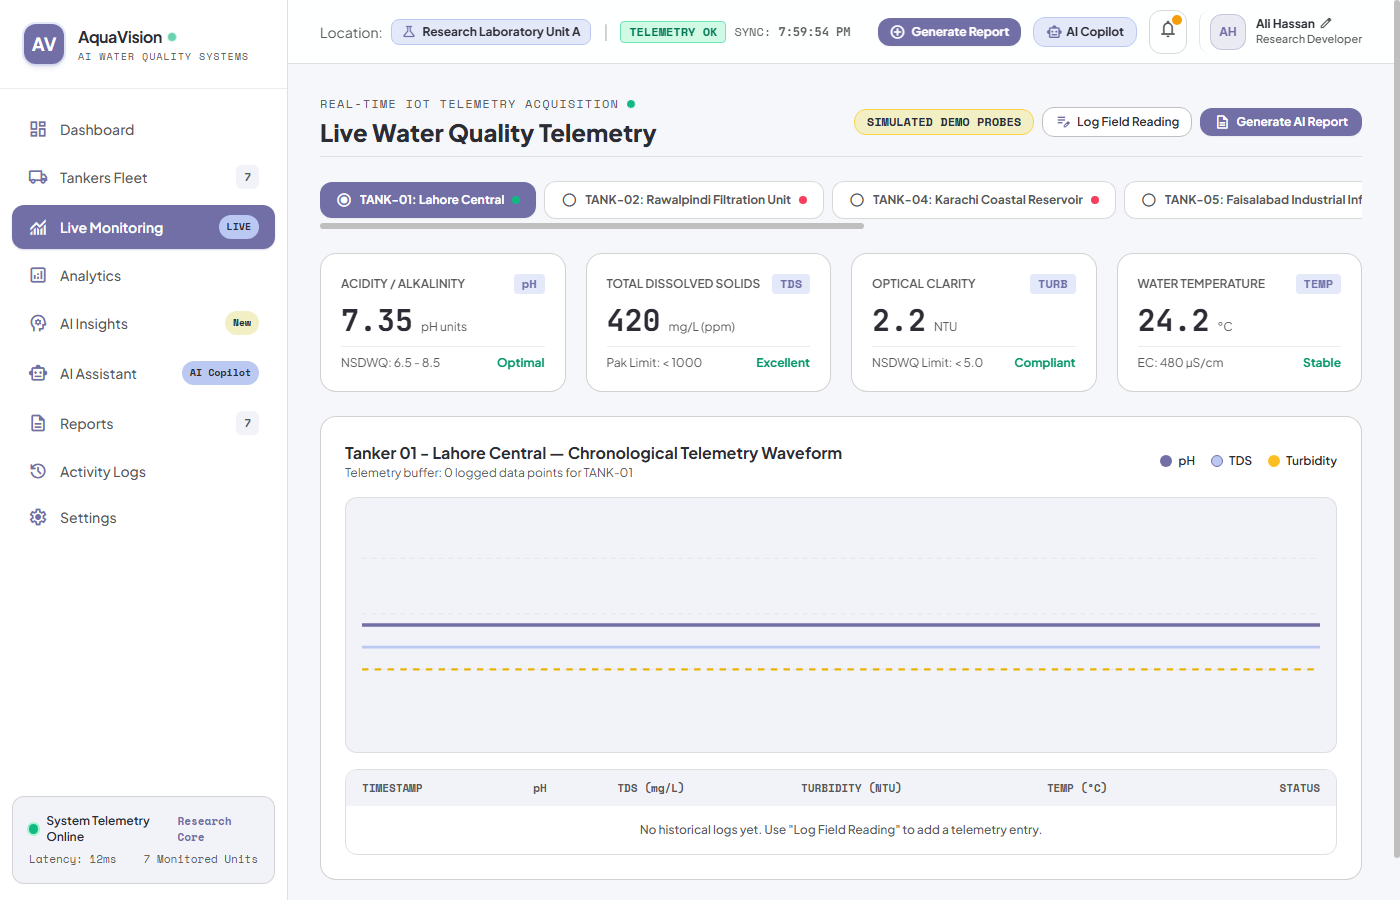 AV
AquaVision
AI WATER QUALITY SYSTEMS
Dashboard
Tankers Fleet 7
Live Monitoring LIVE
Analytics
AI Insights New
AI Assistant AI Copilot
Reports 7
Activity Logs
Settings
System Telemetry Online
Research Core
Latency: 12ms 7 Monitored Units
Location: Research Laboratory Unit A TELEMETRY OK SYNC: 7:59:54 PM Generate Report AI Copilot
AH
Ali Hassan
Research Developer
REAL-TIME IOT TELEMETRY ACQUISITION
Live Water Quality Telemetry
SIMULATED DEMO PROBES Log Field Reading Generate AI Report
TANK-01: Lahore Central TANK-02: Rawalpindi Filtration Unit TANK-04: Karachi Coastal Reservoir TANK-05: Faisalabad Industrial Inf
ACIDITY / ALKALINITY pH
7.35 pH units
NSDWQ: 6.5 - 8.5 Optimal
TOTAL DISSOLVED SOLIDS TDS
420 mg/L (ppm)
Pak Limit: < 1000 Excellent
OPTICAL CLARITY TURB
2.2 NTU
NSDWQ Limit: < 5.0 Compliant
WATER TEMPERATURE TEMP
24.2 °C
EC: 480 µS/cm Stable
Tanker 01 - Lahore Central — Chronological Telemetry Waveform
Telemetry buffer: 0 logged data points for TANK-01
pH TDS Turbidity
TIMESTAMP pH TDS (mg/L) TURBIDITY (NTU) TEMP (°C) STATUS
No historical logs yet. Use "Log Field Reading" to add a telemetry entry.